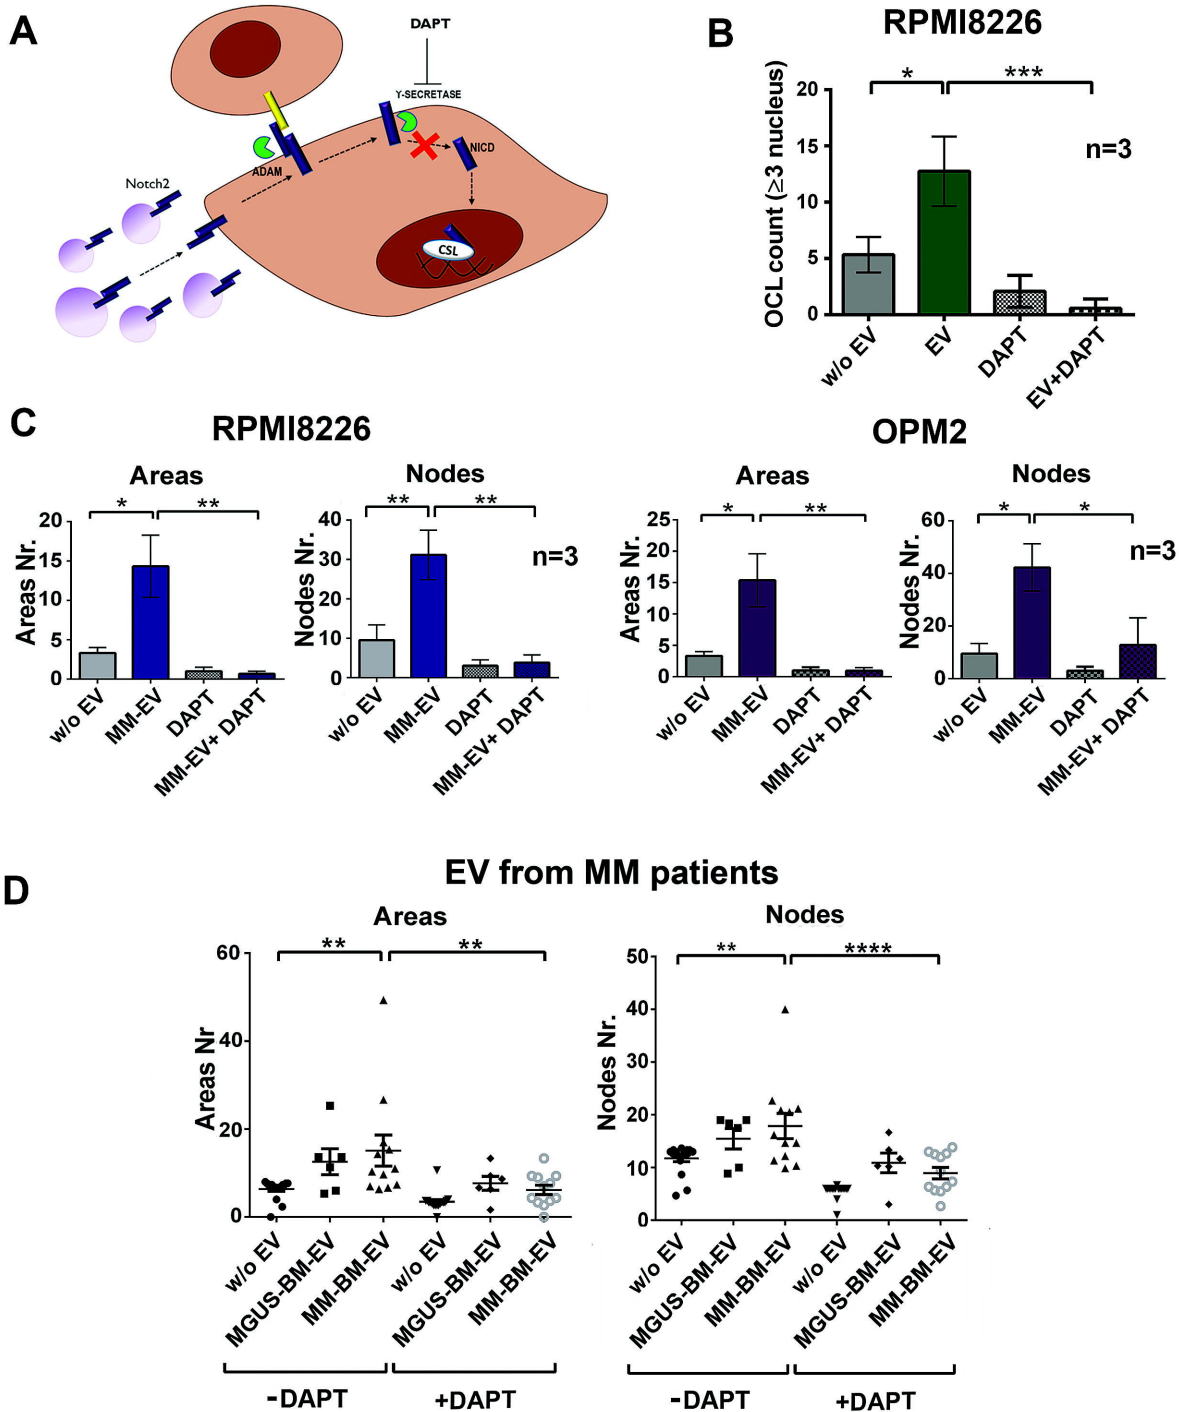 A
DAPT
Y-SECRETASE
ADAM
NICD
Notch2
CSL
B
RPMI8226
*
***
n=3
OCL count (≥3 nucleus)
20
15
10
5
0
w/o EV
EV
DAPT
EV+DAPT
C
RPMI8226
Areas
*
**
Areas Nr.
20
15
10
5
0
w/o EV
MM-EV
DAPT
MM-EV+ DAPT
Nodes
**
**
n=3
Nodes Nr.
40
30
20
10
0
w/o EV
MM-EV
DAPT
MM-EV+ DAPT
OPM2
Areas
*
**
Areas Nr.
25
20
15
10
5
0
w/o EV
MM-EV
DAPT
MM-EV+ DAPT
Nodes
*
*
n=3
Nodes Nr.
60
40
20
0
w/o EV
MM-EV
DAPT
MM-EV+ DAPT
D
EV from MM patients
Areas
**
**
Areas Nr
60
40
20
0
w/o EV
MGUS-BM-EV
MM-BM-EV
w/o EV
MGUS-BM-EV
MM-BM-EV
-DAPT
+DAPT
Nodes
**
****
Nodes Nr.
50
40
30
20
10
0
w/o EV
MGUS-BM-EV
MM-BM-EV
w/o EV
MGUS-BM-EV
MM-BM-EV
-DAPT
+DAPT